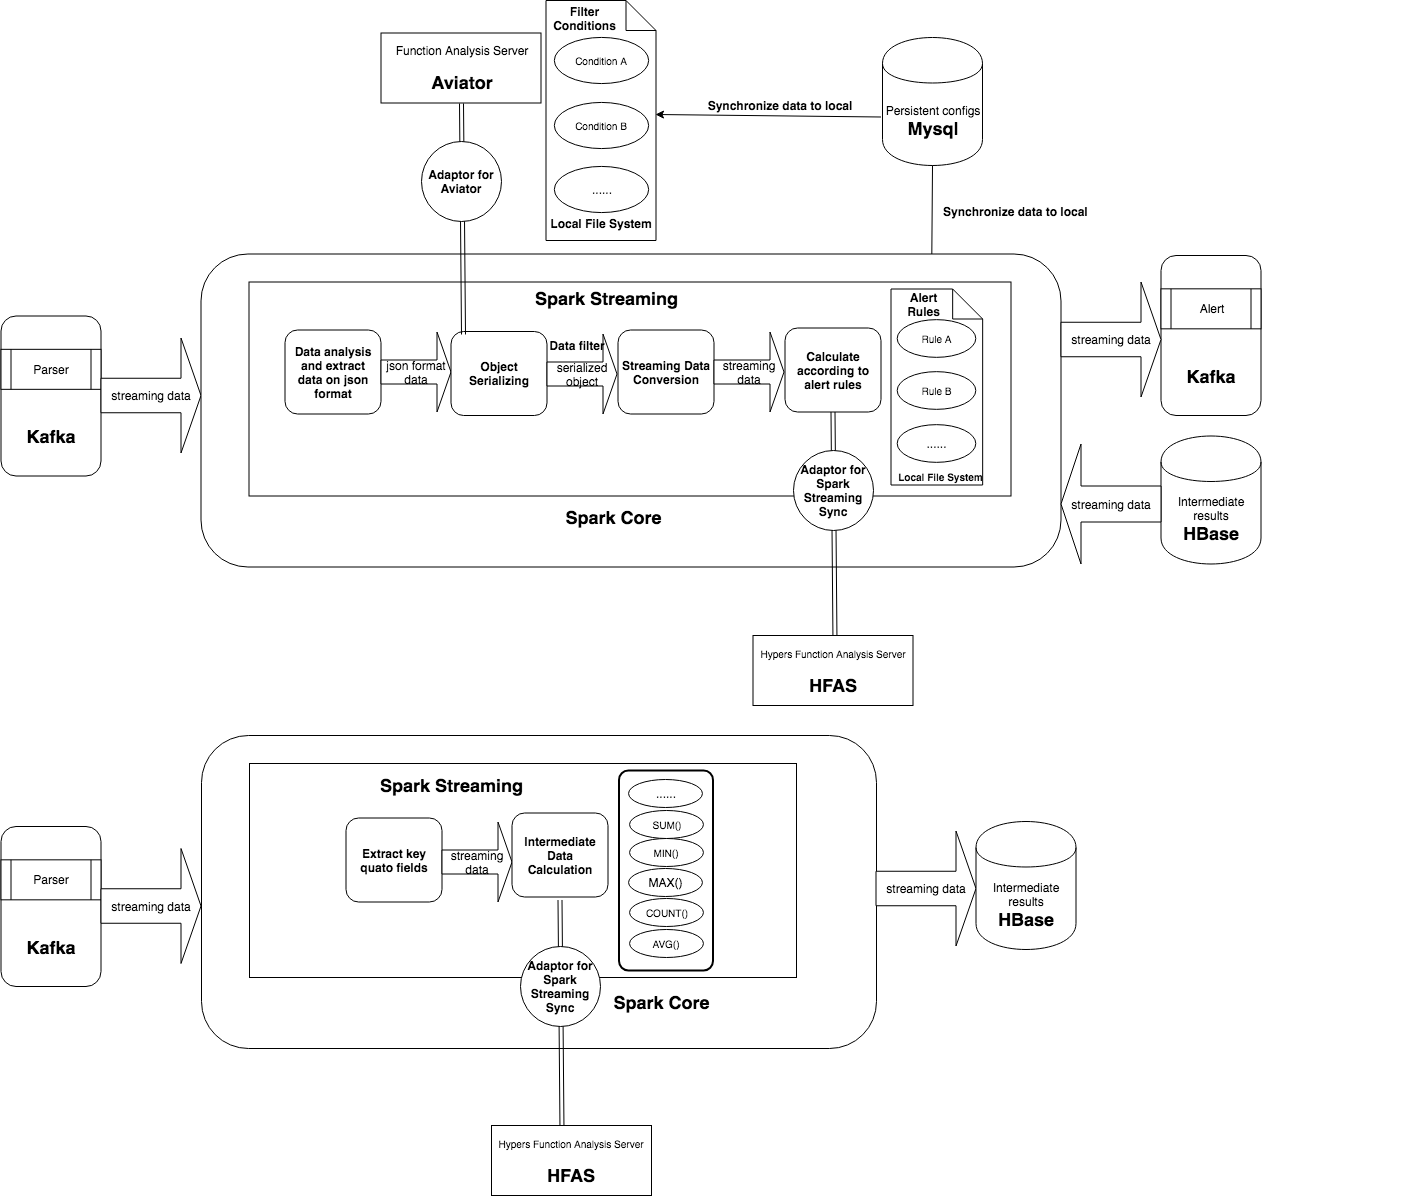 Function Analysis Server
Aviator
Filter
Conditions
Condition A
Condition B
......
Local File System
Synchronize data to local
Persistent configs
Mysql
Synchronize data to local
Adaptor for
Aviator
Parser
Kafka
streaming data
Spark Streaming
Data analysis
and extract
data on json
format
json format
data
Object
Serializing
Data filter
serialized
object
Streaming Data
Conversion
streaming
data
Calculate
according to
alert rules
Alert
Rules
Rule A
Rule B
......
Local File System
Adaptor for
Spark
Streaming
Sync
Spark Core
streaming data
Alert
Kafka
streaming data
Intermediate
results
HBase
Hypers Function Analysis Server
HFAS
Parser
Kafka
streaming data
Spark Streaming
Extract key
quato fields
streaming
data
Intermediate
Data
Calculation
......
SUM()
MIN()
MAX()
COUNT()
AVG()
Adaptor for
Spark
Streaming
Sync
Spark Core
streaming data
Intermediate
results
HBase
Hypers Function Analysis Server
HFAS